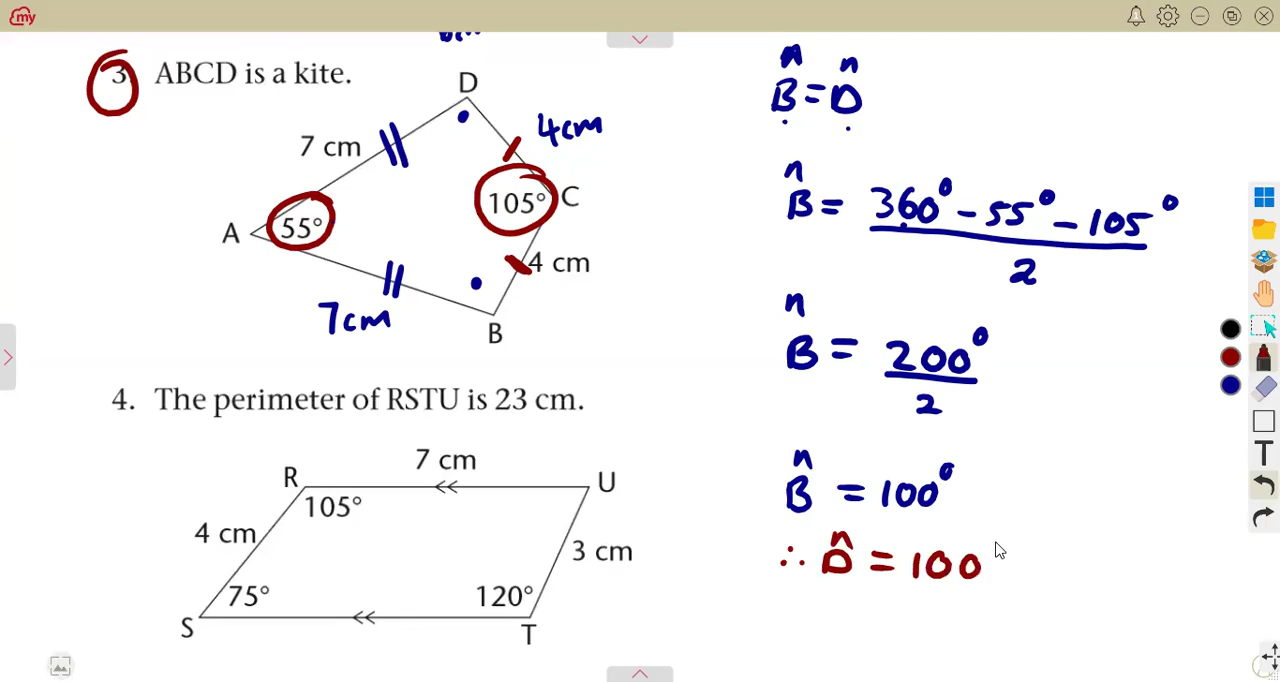 my
3. ABCD is a kite.
D
7 cm
4cm
105°
C
A
55°
4 cm
7cm
B
4. The perimeter of RSTU is 23 cm.
7 cm
R
U
105°
4 cm
3 cm
75°
120°
S
T
B̂ = D̂
B̂ = 360° - 55° - 105°
2
B̂ = 200°
2
B̂ = 100°
∴ D̂ = 100
T